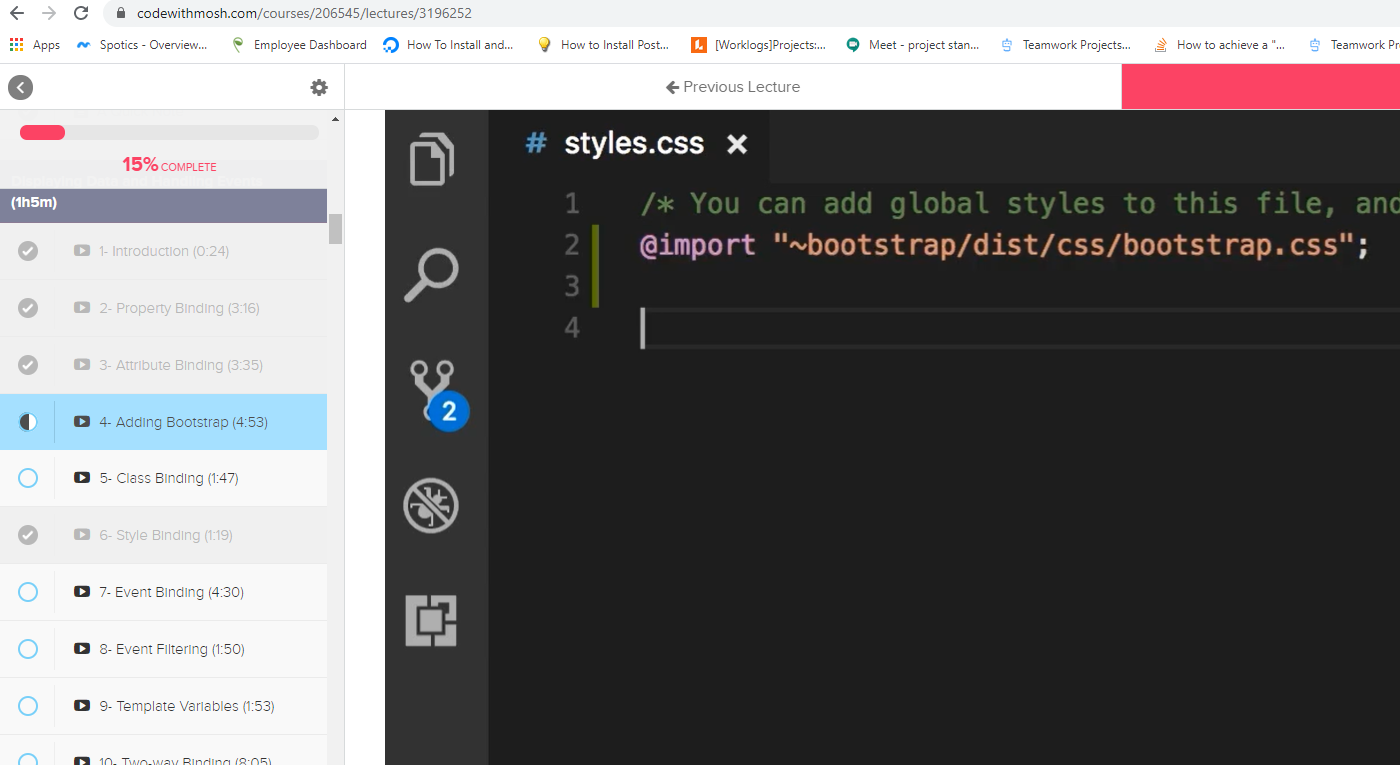 codewithmosh.com/courses/206545/lectures/3196252
Apps Spotics - Overview... Employee Dashboard How To Install and... How to Install Post... [Worklogs]Projects:... Meet - project stan... Teamwork Projects... How to achieve a "... Teamwork Pr
Previous Lecture
15% COMPLETE
Displaying Data and Handling Events
(1h5m)
1- Introduction (0:24)
2- Property Binding (3:16)
3- Attribute Binding (3:35)
4- Adding Bootstrap (4:53)
5- Class Binding (1:47)
6- Style Binding (1:19)
7- Event Binding (4:30)
8- Event Filtering (1:50)
9- Template Variables (1:53)
10- Two-way Binding (8:05)
# styles.css
1 /* You can add global styles to this file, and
2 @import "~bootstrap/dist/css/bootstrap.css";
3
4
2